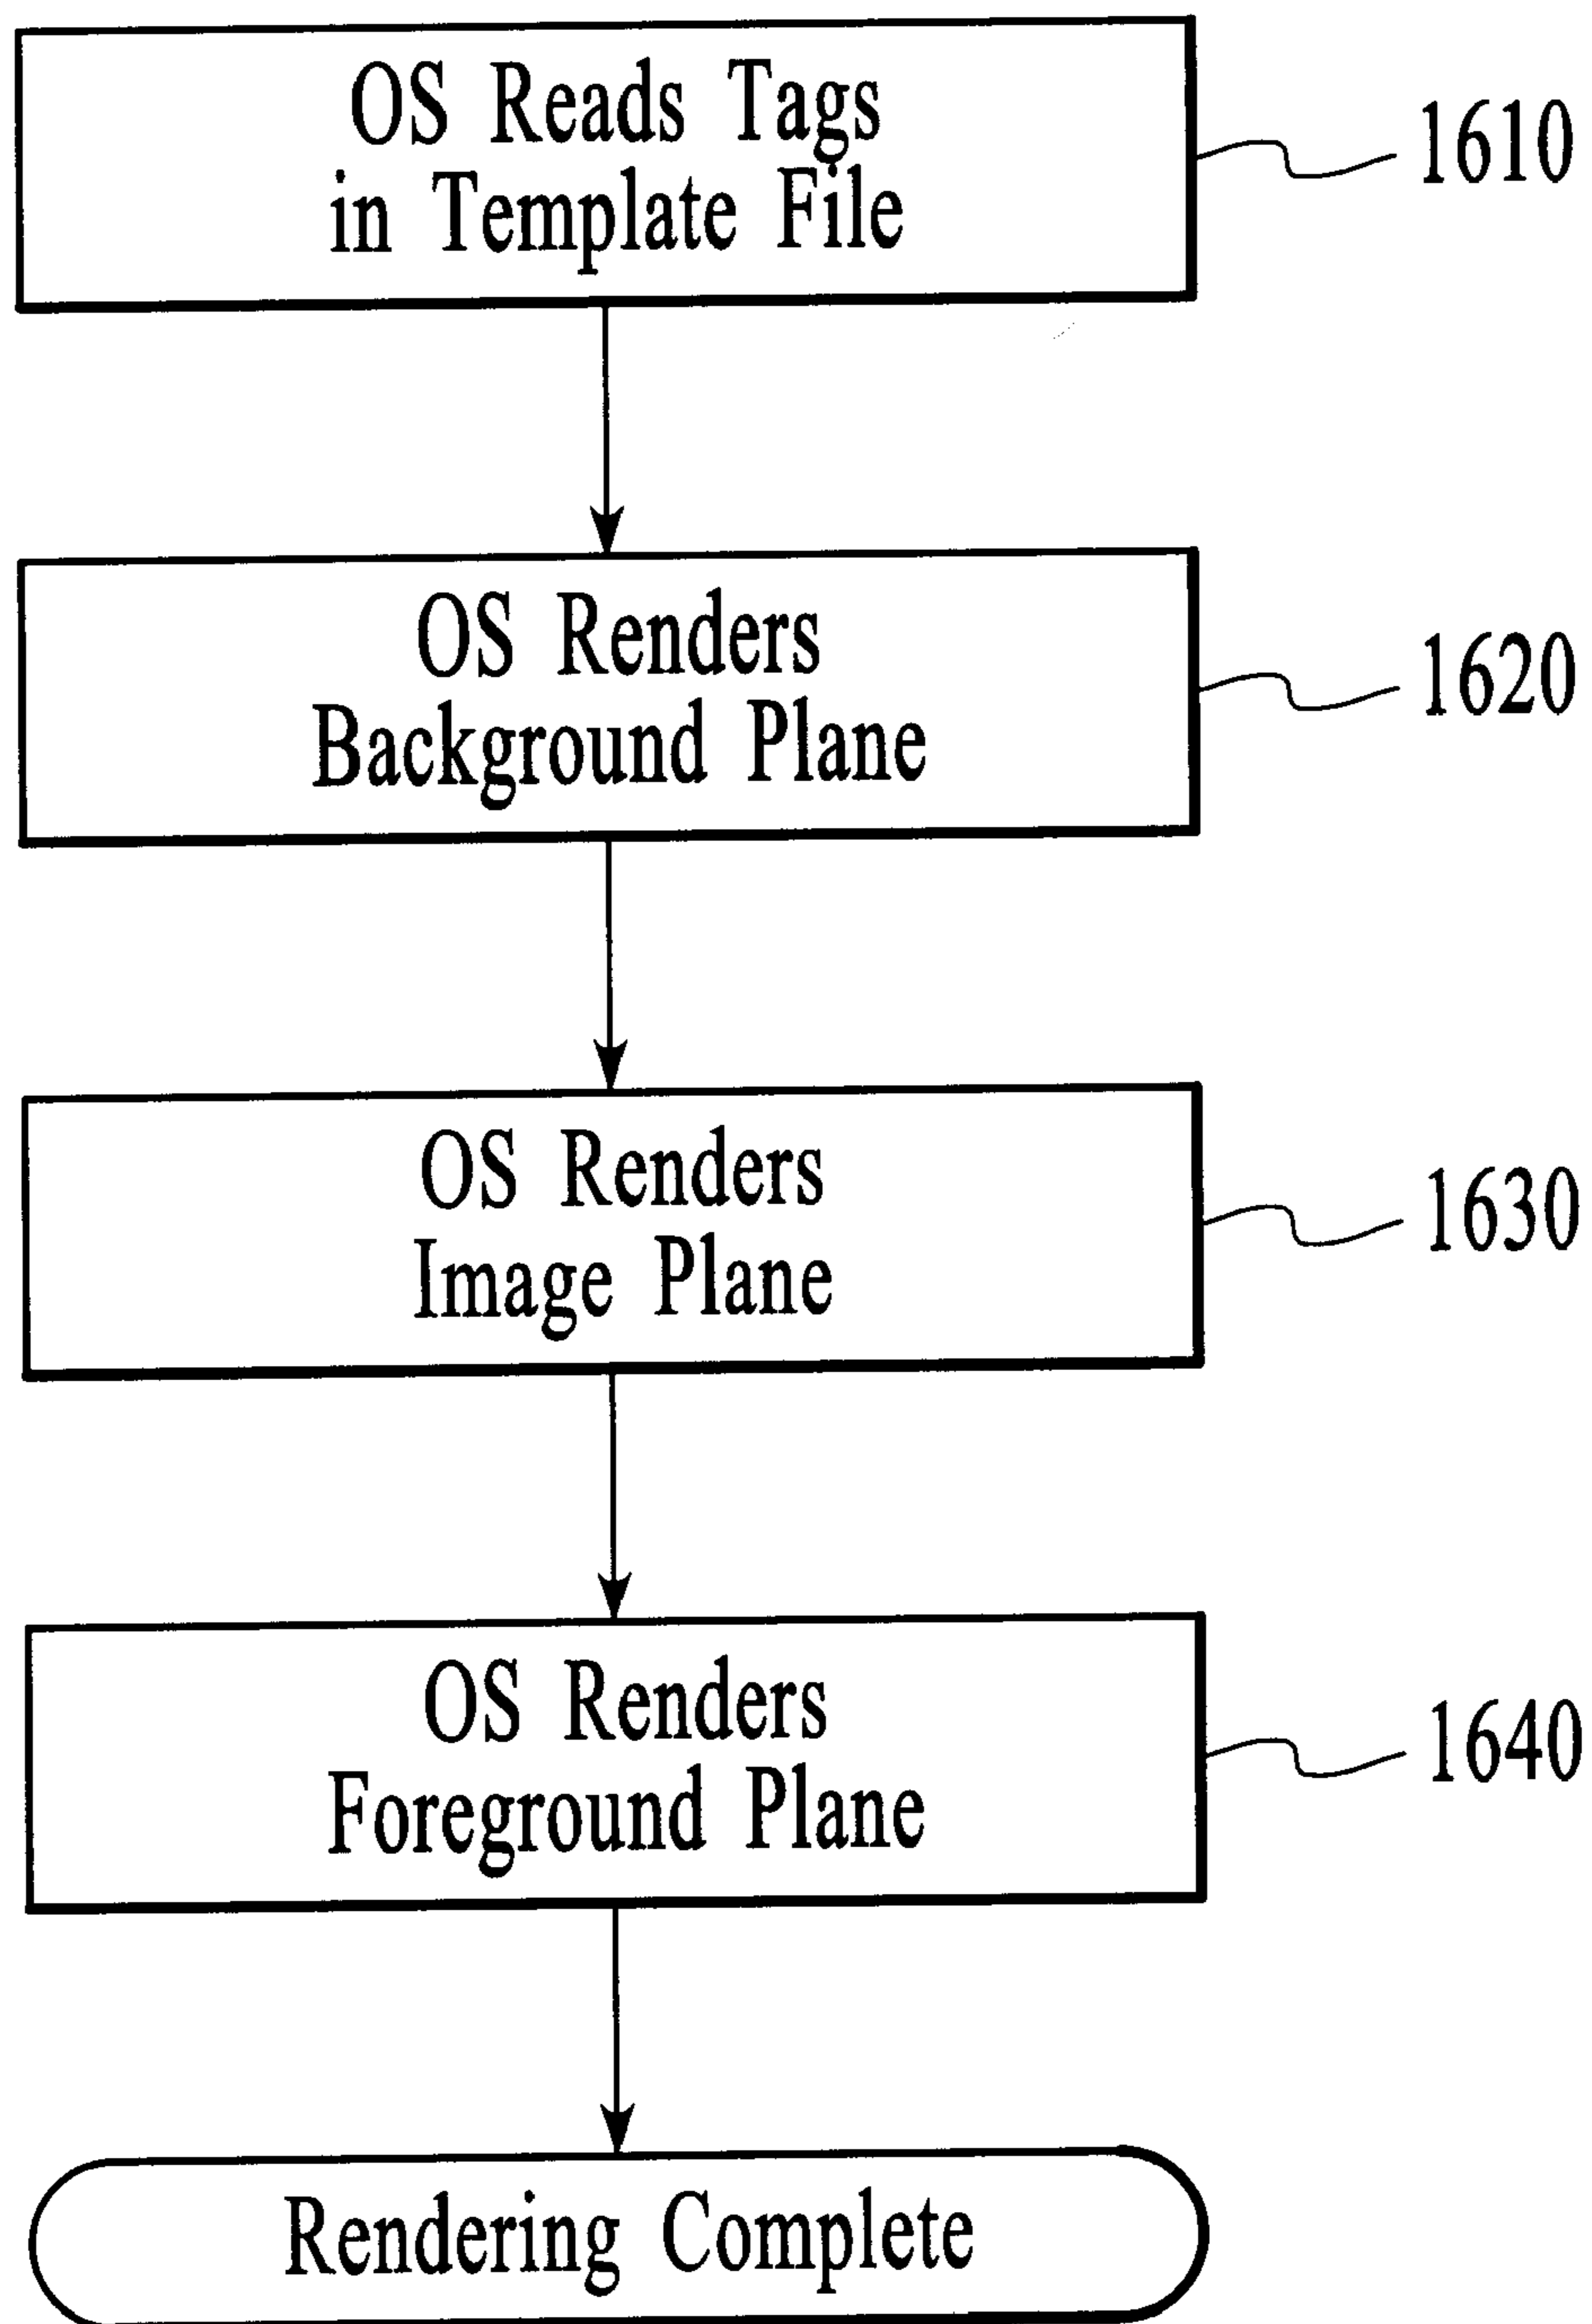 OS Reads Tags
in Template File
1610
OS Renders
Background Plane
1620
OS Renders
Image Plane
1630
OS Renders
Foreground Plane
1640
Rendering Complete